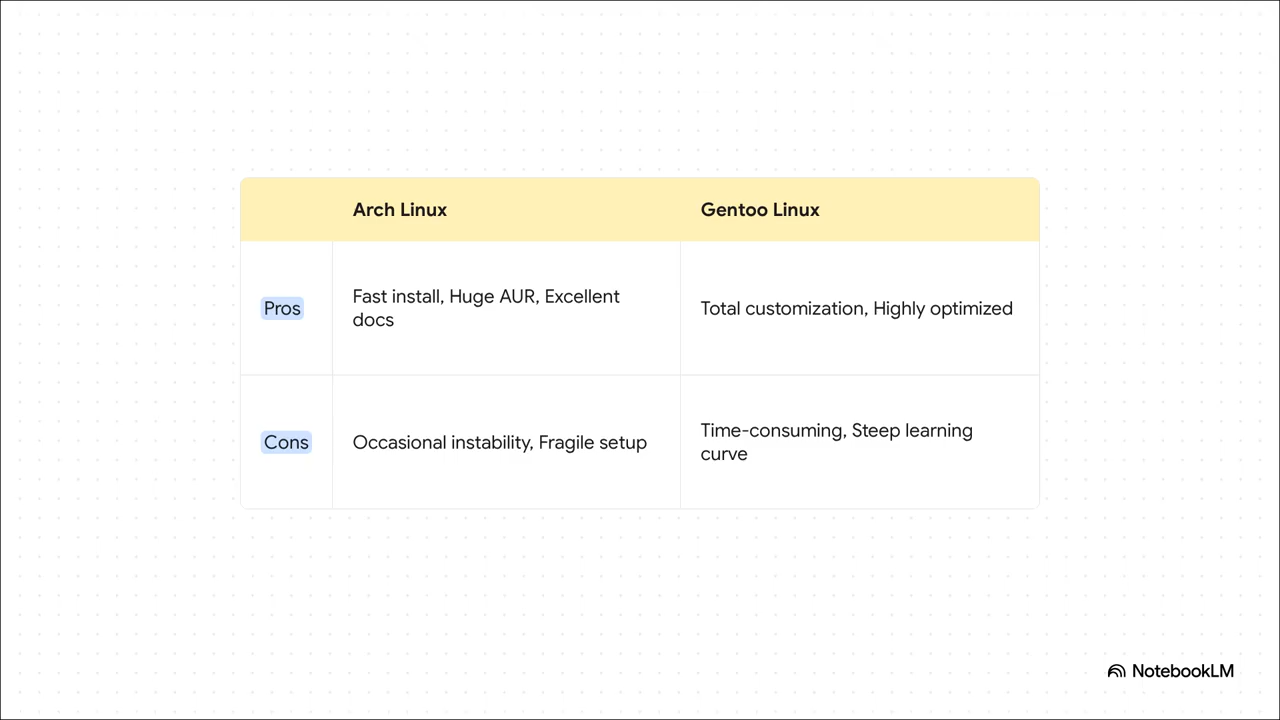 Arch Linux
Gentoo Linux
Pros
Fast install, Huge AUR, Excellent
docs
Total customization, Highly optimized
Cons
Occasional instability, Fragile setup
Time-consuming, Steep learning
curve
NotebookLM